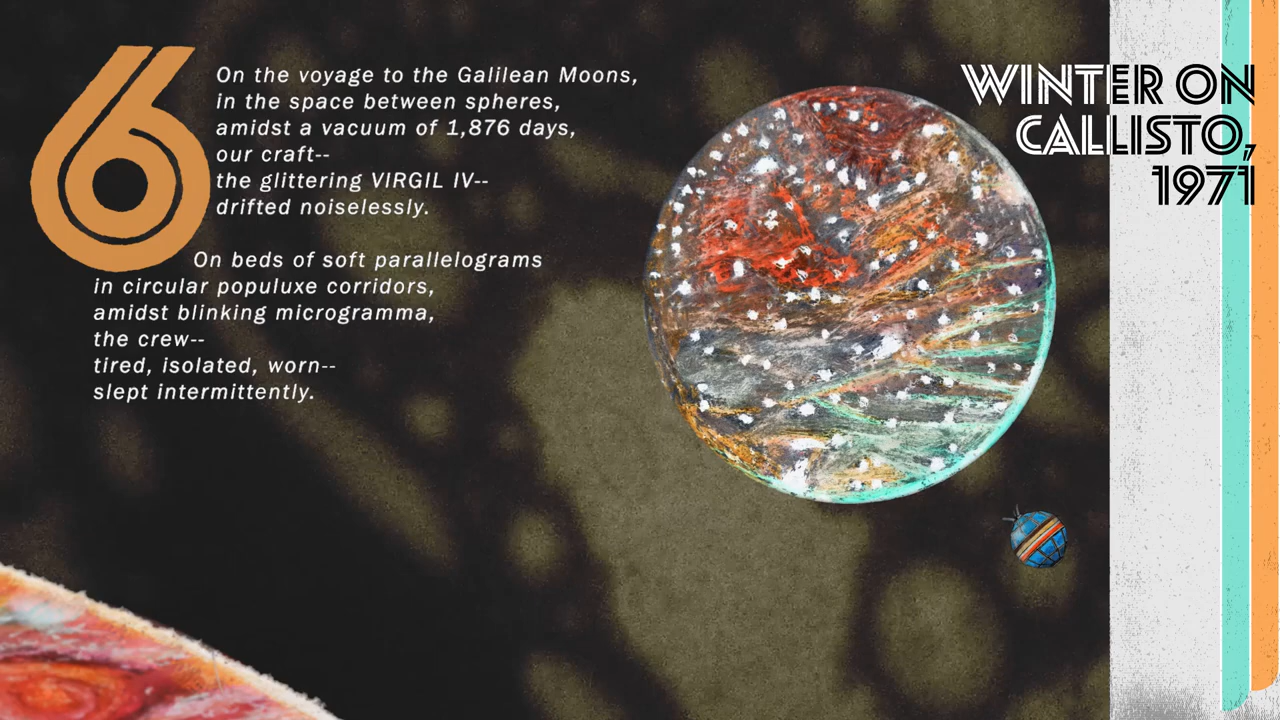 6
On the voyage to the Galilean Moons,
in the space between spheres,
amidst a vacuum of 1,876 days,
our craft--
the glittering VIRGIL IV--
drifted noiselessly.
On beds of soft parallelograms
in circular populuxe corridors,
amidst blinking microgramma,
the crew--
tired, isolated, worn--
slept intermittently.
WINTER ON
CALLISTO,
1971